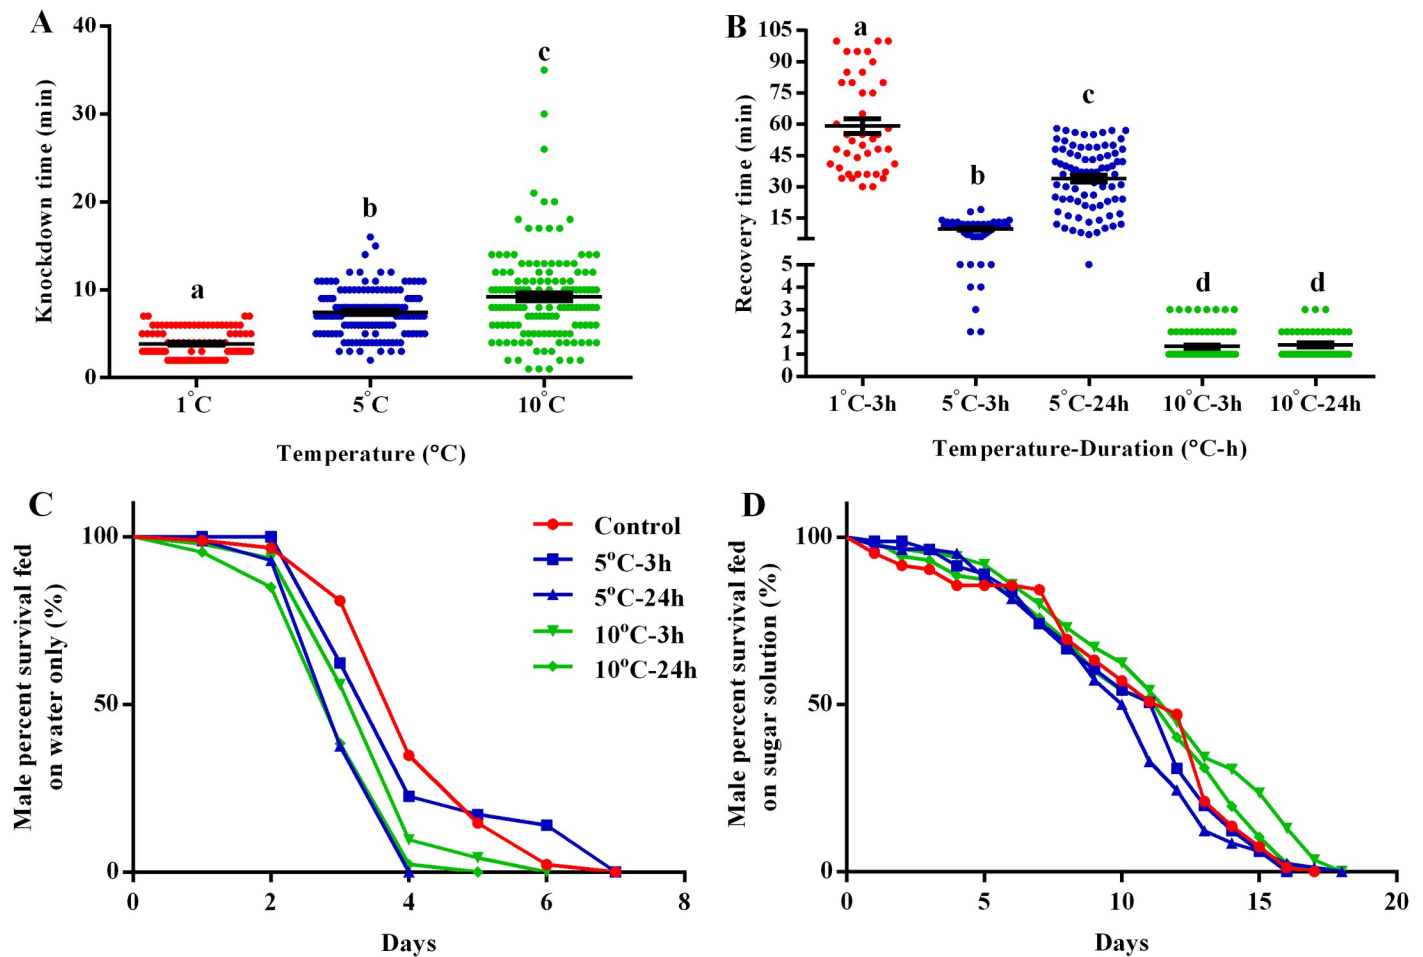 A
Knockdown time (min)
40
30
20
10
0
a
b
c
1°C
5°C
10°C
Temperature (°C)
B
Recovery time (min)
105
90
75
60
45
30
15
5
4
3
2
1
0
a
b
c
d
d
1°C-3h
5°C-3h
5°C-24h
10°C-3h
10°C-24h
Temperature-Duration (°C-h)
C
Male percent survival fed
on water only (%)
100
50
0
0
2
4
6
8
Days
Control
5°C-3h
5°C-24h
10°C-3h
10°C-24h
D
Male percent survival fed
on sugar solution (%)
100
50
0
0
5
10
15
20
Days